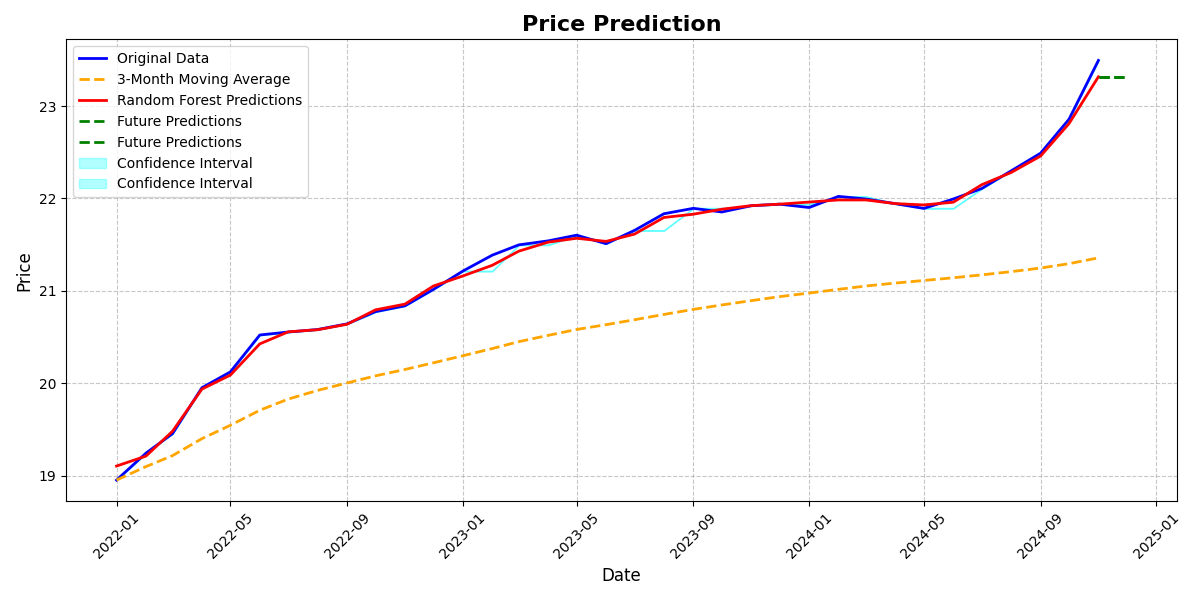 Price Prediction
Original Data
3-Month Moving Average
Random Forest Predictions
Future Predictions
Future Predictions
Confidence Interval
Confidence Interval
Price
23
22
21
20
19
2022-01
2022-05
2022-09
2023-01
2023-05
2023-09
2024-01
2024-05
2024-09
2025-01
Date